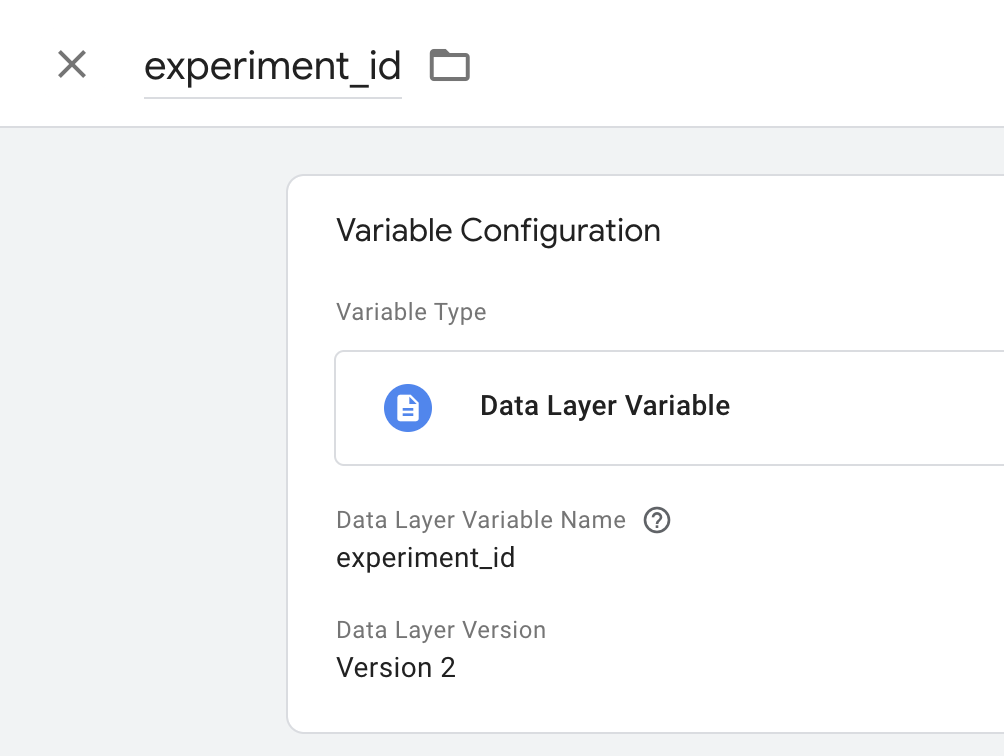 experiment_id
Variable Configuration
Variable Type
Data Layer Variable
Data Layer Variable Name
experiment_id
Data Layer Version
Version 2